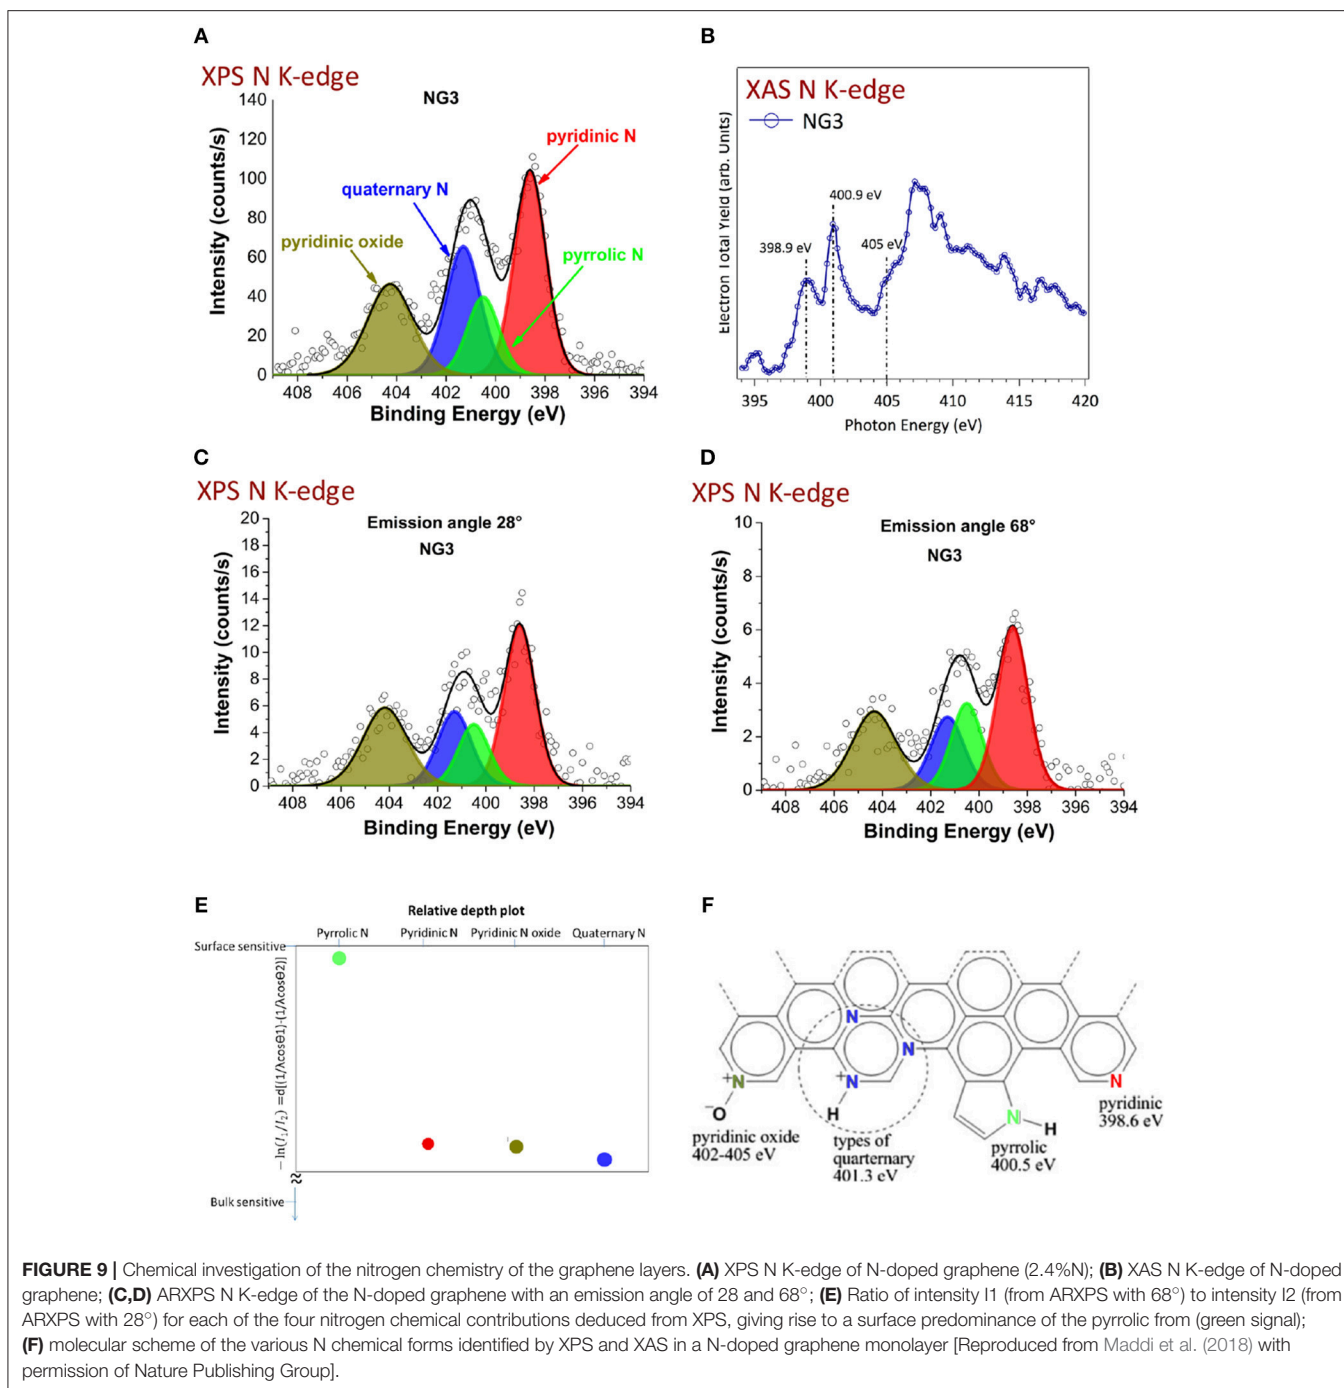 A
XPS N K-edge
NG3
Intensity (counts/s)
140
120
100
80
60
40
20
0
pyridinic N
quaternary N
pyridinic oxide
pyrrolic N
408 406 404 402 400 398 396 394
Binding Energy (eV)
B
XAS N K-edge
NG3
Electron Total Yield (arb. Units)
400.9 eV
398.9 eV
405 eV
395 400 405 410 415 420
Photon Energy (eV)
C
XPS N K-edge
Emission angle 28°
NG3
Intensity (counts/s)
20
18
16
14
12
10
8
6
4
2
0
408 406 404 402 400 398 396 394
Binding Energy (eV)
D
XPS N K-edge
Emission angle 68°
NG3
Intensity (counts/s)
10
8
6
4
2
0
408 406 404 402 400 398 396 394
Binding Energy (eV)
E
Relative depth plot
Pyrrolic N Pyridinic N Pyridinic N oxide Quaternary N
Surface sensitive
−ln(I₁/I₂) =d[(1/λcosΘ1)-(1/λcosΘ2)]
≈
Bulk sensitive
F
N
N
N
+
H
N
+
−O
N
H
N
pyridinic oxide
402-405 eV
types of
quarternary
401.3 eV
pyrrolic
400.5 eV
pyridinic
398.6 eV
FIGURE 9 | Chemical investigation of the nitrogen chemistry of the graphene layers. (A) XPS N K-edge of N-doped graphene (2.4%N); (B) XAS N K-edge of N-doped
graphene; (C,D) ARXPS N K-edge of the N-doped graphene with an emission angle of 28 and 68°; (E) Ratio of intensity I1 (from ARXPS with 68°) to intensity I2 (from
ARXPS with 28°) for each of the four nitrogen chemical contributions deduced from XPS, giving rise to a surface predominance of the pyrrolic from (green signal);
(F) molecular scheme of the various N chemical forms identified by XPS and XAS in a N-doped graphene monolayer [Reproduced from Maddi et al. (2018) with
permission of Nature Publishing Group].